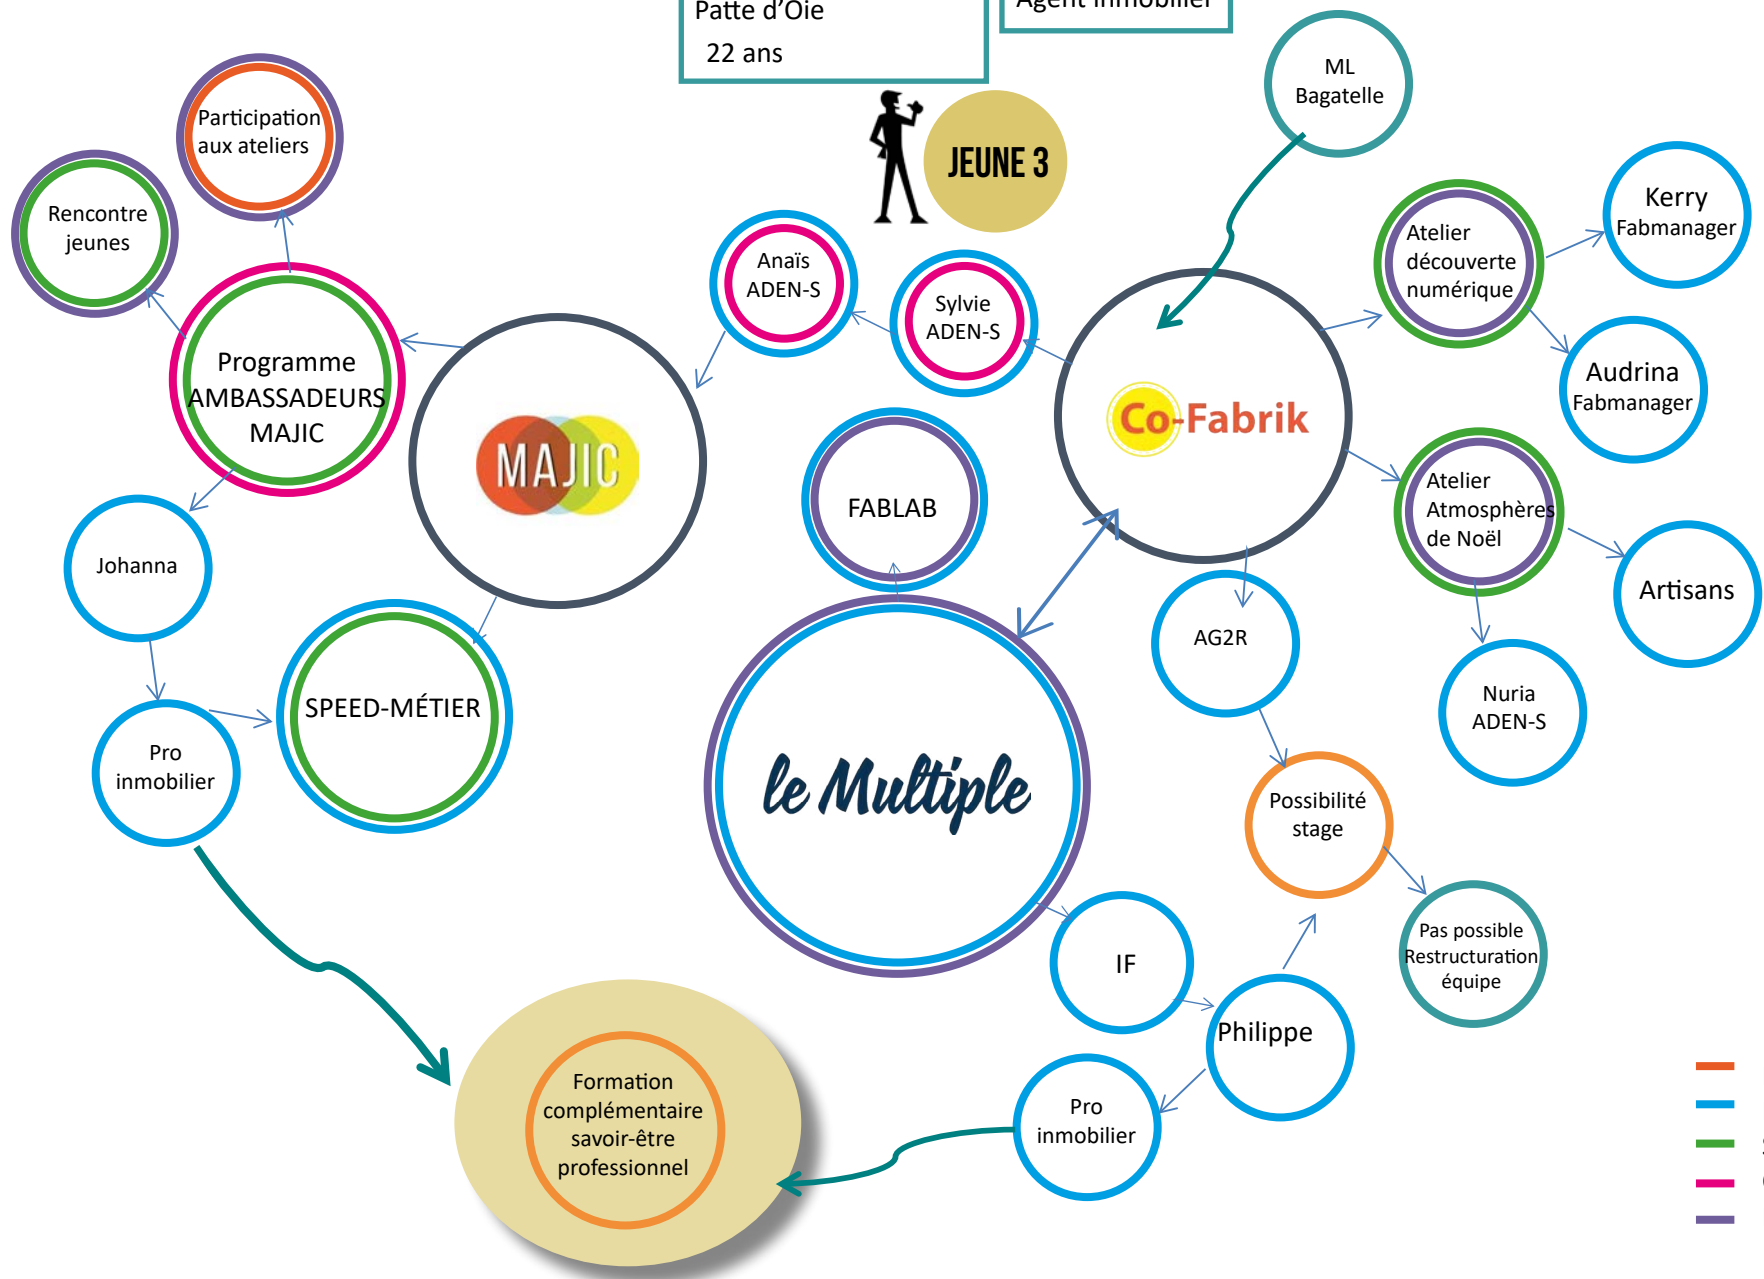 Patte d’Oie
22 ans
Agent Inmobilier
JEUNE 3
ML
Bagatelle
Participation
aux ateliers
Rencontre
jeunes
Programme
AMBASSADEURS
MAJIC
MAJIC
Anaïs
ADEN-S
Sylvie
ADEN-S
Co-Fabrik
Atelier
découverte
numérique
Kerry
Fabmanager
Audrina
Fabmanager
Atelier
Atmosphères
de Noël
Artisans
Nuria
ADEN-S
FABLAB
AG2R
Johanna
SPEED-MÉTIER
Pro
inmobilier
le Multiple
Possibilité
stage
Pas possible
Restructuration
équipe
IF
Philippe
Pro
inmobilier
Formation
complémentaire
savoir-être
professionnel